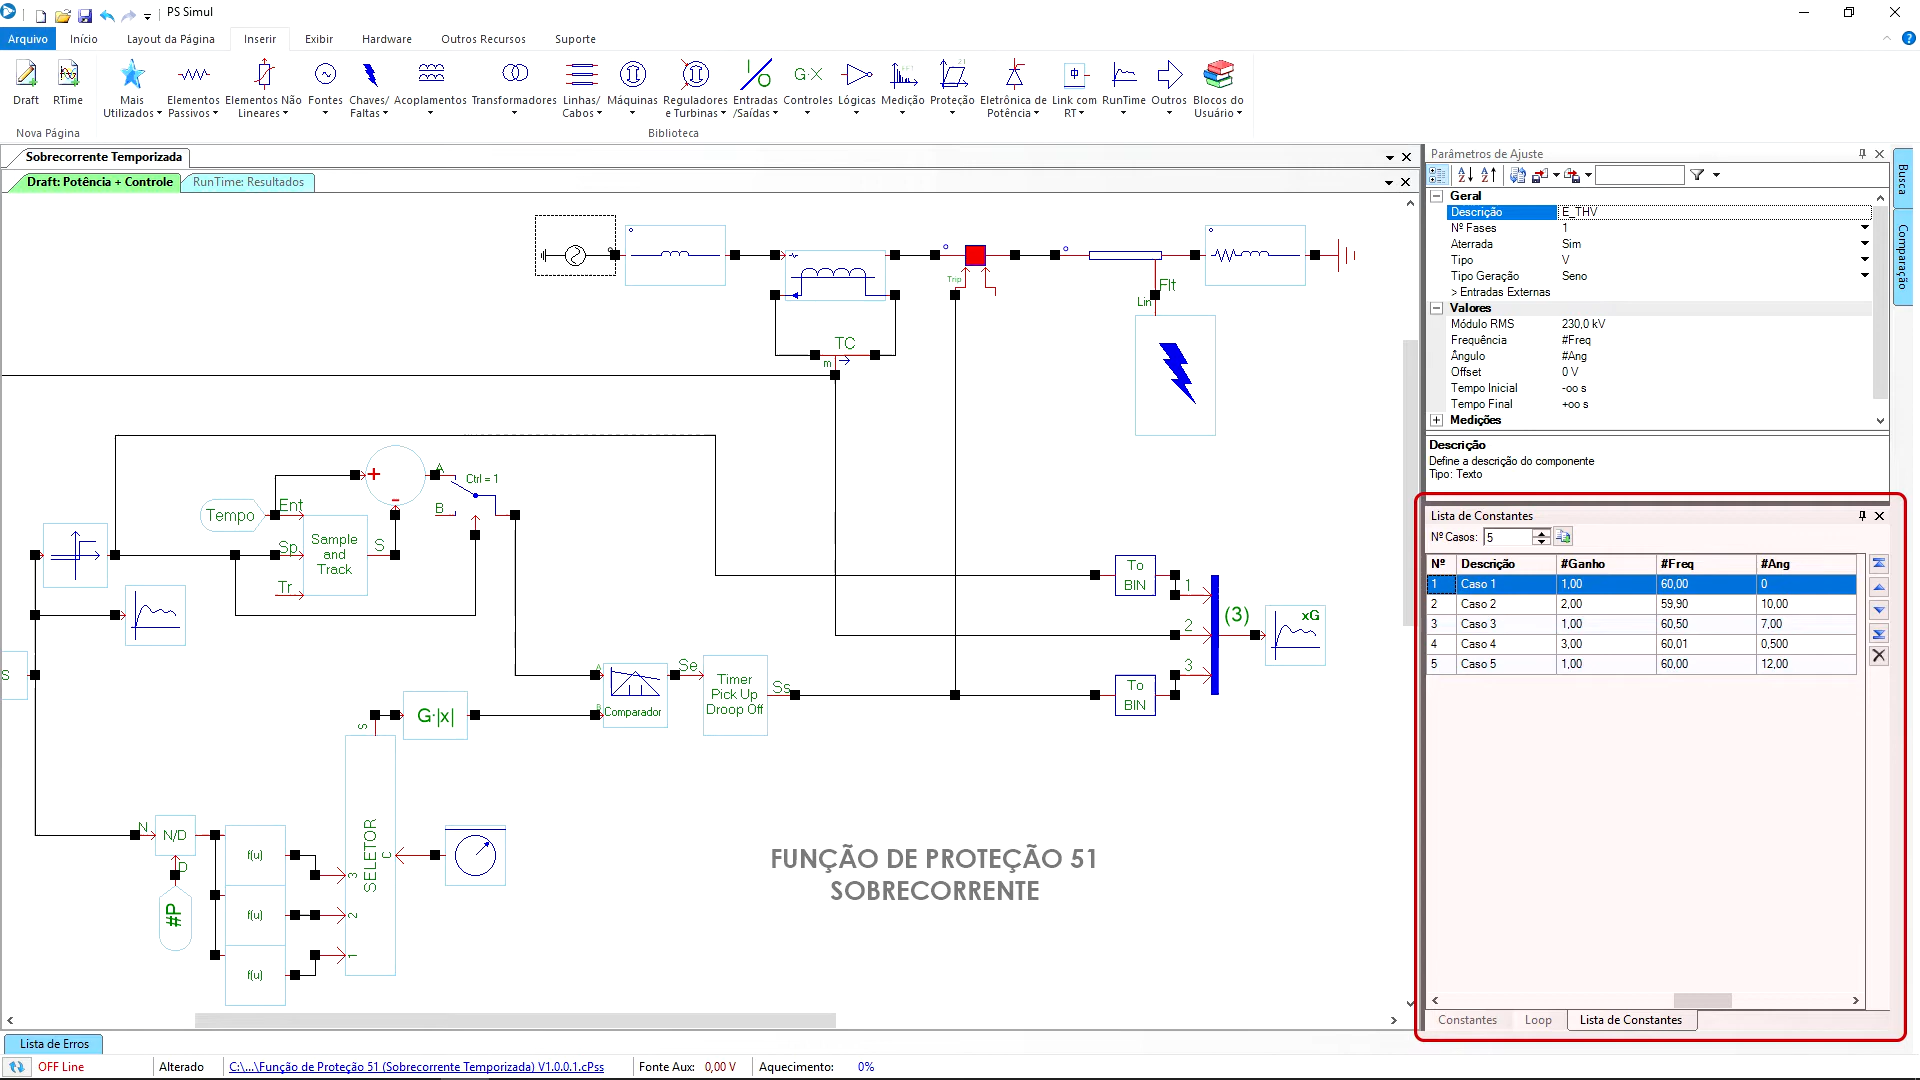 PS Simul
Arquivo Início Layout da Página Inserir Exibir Hardware Outros Recursos Suporte
Draft RTime
Nova Página
Mais Utilizados
Elementos Passivos
Elementos Não Lineares
Fontes
Chaves/ Faltas
Acoplamentos
Transformadores
Linhas/ Cabos
Máquinas
Reguladores e Turbinas
Entradas /Saídas
G·X
Controles
Lógicas
Medição
Proteção
Eletrônica de Potência
Link com RT
RunTime
Outros
Blocos do Usuário
Biblioteca
Sobrecorrente Temporizada
Draft: Potência + Controle
RunTime: Resultados
Trip
Flt
Lin
TC
m
A
Ctrl = 1
B
Tempo
Ent
Sp
Tr
Sample
and
Track
S
S
To
BIN
1
2
3
(3)
xG
To
BIN
A
B
Comparador
Se
Timer
Pick Up
Droop Off
Ss
S
G·|x|
SELETOR
C
3
2
1
N
N/D
D
#P
f(u)
f(u)
f(u)
FUNÇÃO DE PROTEÇÃO 51
SOBRECORRENTE
Parâmetros de Ajuste
Geral
Descrição E_THV
Nº Fases 1
Aterrada Sim
Tipo V
Tipo Geração Seno
> Entradas Externas
Valores
Módulo RMS 230,0 kV
Frequência #Freq
Ângulo #Ang
Offset 0 V
Tempo Inicial -oo s
Tempo Final +oo s
Medições
Descrição
Define a descrição do componente
Tipo: Texto
Busca
Comparação
Lista de Constantes
Nº Casos: 5
Nº Descrição #Ganho #Freq #Ang
1 Caso 1 1,00 60,00 0
2 Caso 2 2,00 59,90 10,00
3 Caso 3 1,00 60,50 7,00
4 Caso 4 3,00 60,01 0,500
5 Caso 5 1,00 60,00 12,00
Constantes Loop Lista de Constantes
Lista de Erros
OFF Line Alterado C:\...\Função de Proteção 51 (Sobrecorrente Temporizada) V1.0.0.1.cPss Fonte Aux: 0,00 V Aquecimento: 0%